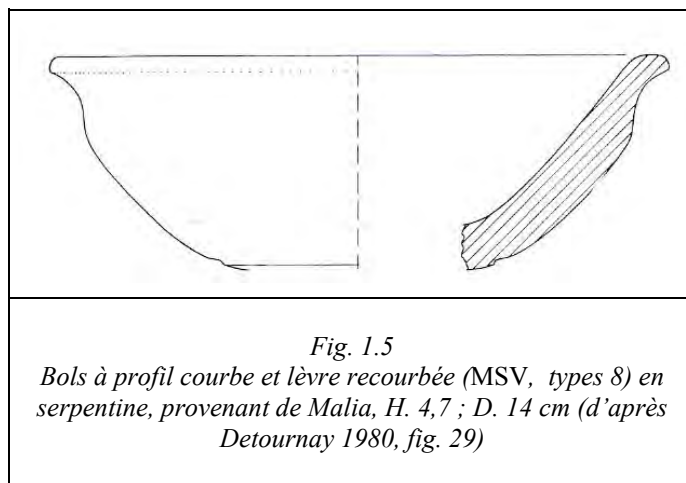 Fig. 1.5
Bols à profil courbe et lèvre recourbée (MSV, types 8) en
serpentine, provenant de Malia, H. 4,7 ; D. 14 cm (d’après
Detournay 1980, fig. 29)